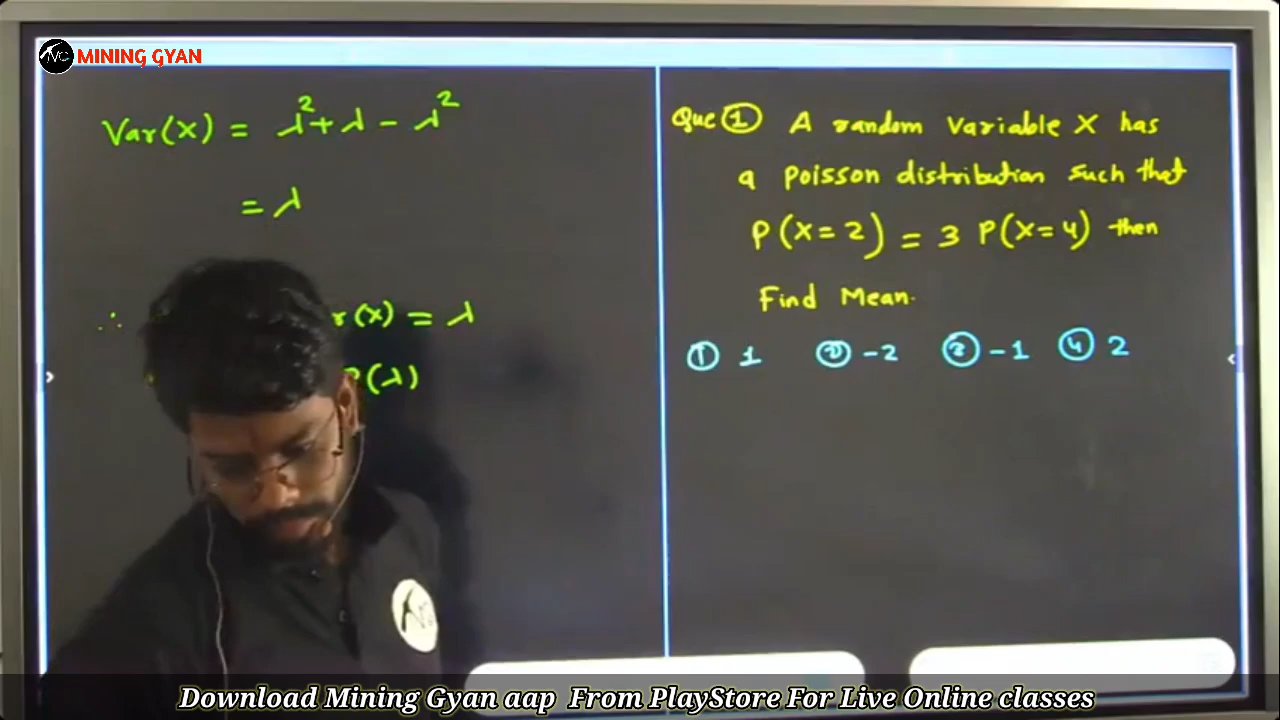 MINING GYAN
Var(X) = λ² + λ - λ²
= λ
∴ r(x) = λ
P(λ)
Que ① A random Variable X has
a Poisson distribution such that
P(X=2) = 3 P(X=4) then
Find Mean.
① 1 ② -2 ③ -1 ④ 2
Download Mining Gyan aap From PlayStore For Live Online classes